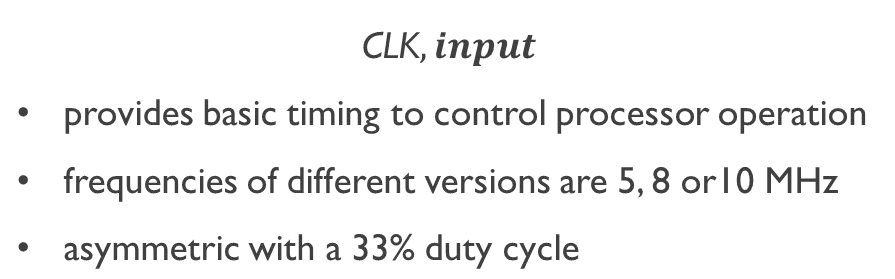 CLK, input
• provides basic timing to control processor operation
• frequencies of different versions are 5, 8 or10 MHz
• asymmetric with a 33% duty cycle